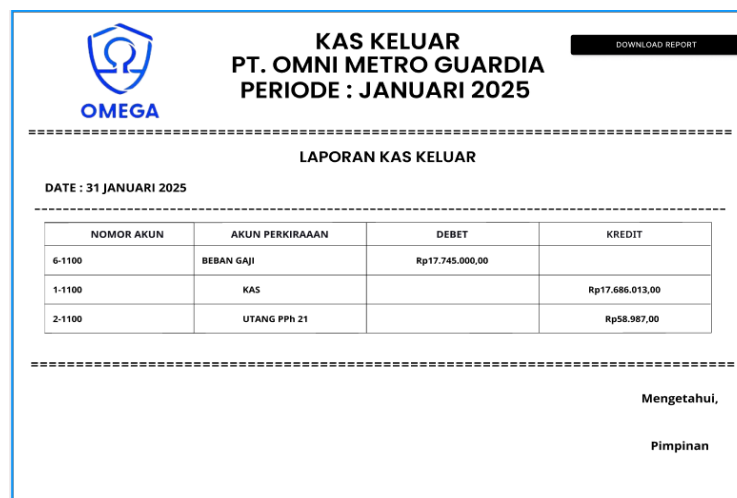 KAS KELUAR
PT. OMNI METRO GUARDIA
PERIODE : JANUARI 2025
DOWNLOAD REPORT
OMEGA
================================================================================
LAPORAN KAS KELUAR
DATE : 31 JANUARI 2025
--------------------------------------------------------------------------------
NOMOR AKUN AKUN PERKIRAAAN DEBET KREDIT
6-1100 BEBAN GAJI Rp17.745.000,00
1-1100 KAS Rp17.686.013,00
2-1100 UTANG PPh 21 Rp58.987,00
================================================================================
Mengetahui,
Pimpinan